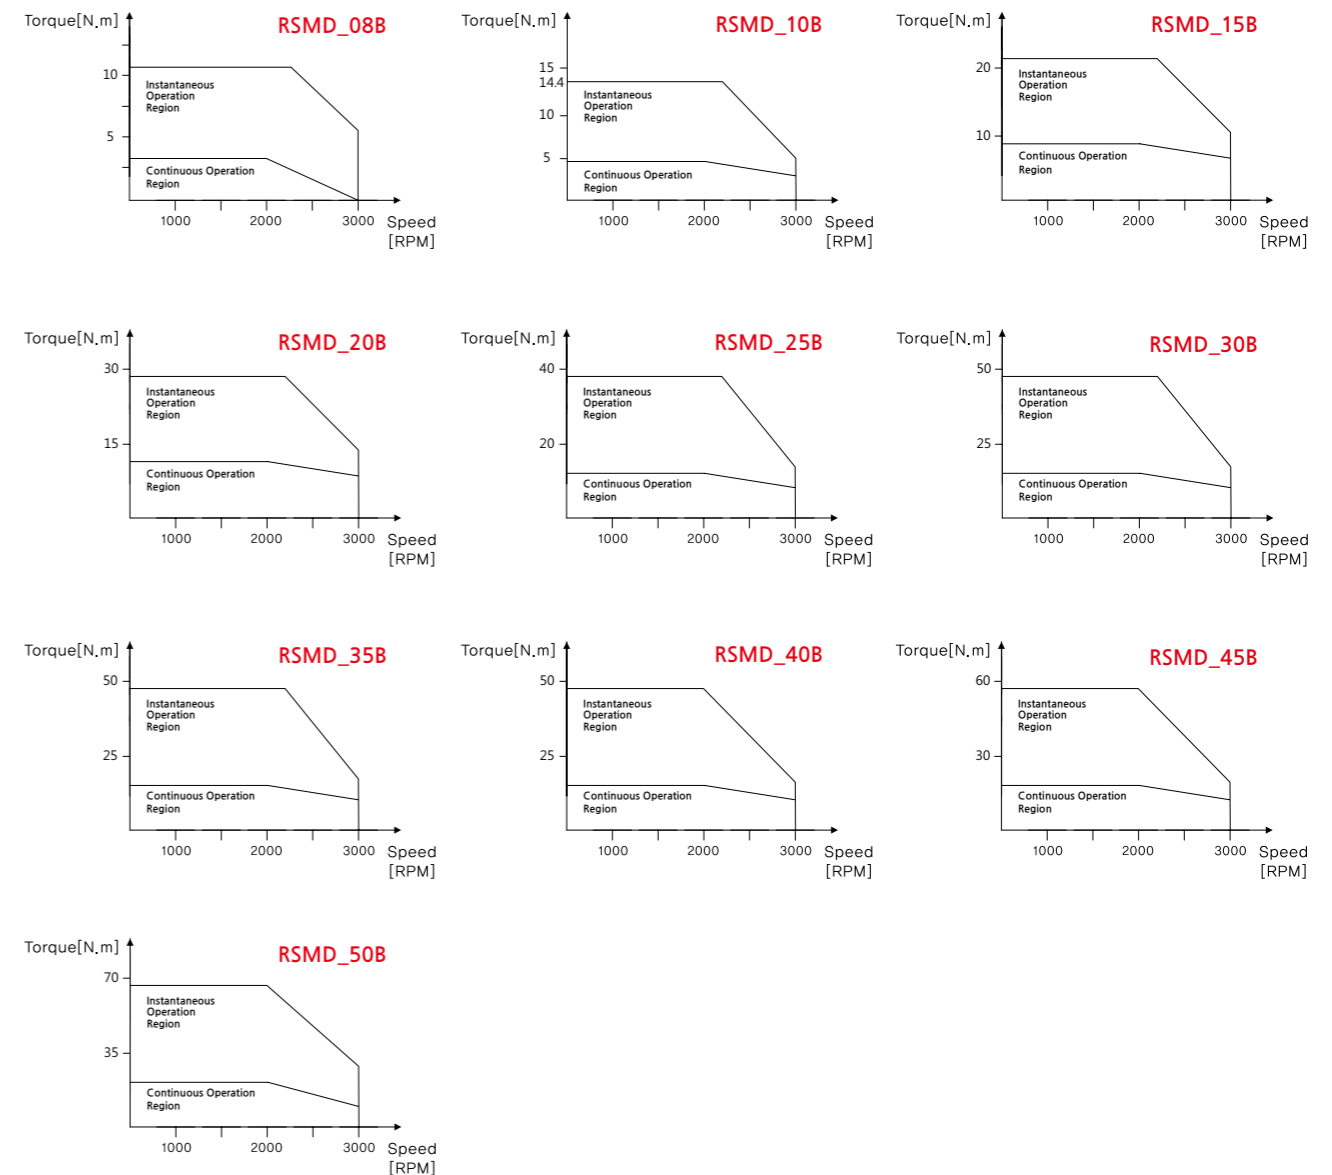 Torque[N.m]
RSMD_08B
10
Instantaneous
Operation
Region
5
Continuous Operation
Region
1000
2000
3000
Speed
[RPM]
Torque[N.m]
RSMD_10B
15
14.4
Instantaneous
Operation
Region
10
5
Continuous Operation
Region
1000
2000
3000
Speed
[RPM]
Torque[N.m]
RSMD_15B
20
Instantaneous
Operation
Region
10
Continuous Operation
Region
1000
2000
3000
Speed
[RPM]
Torque[N.m]
RSMD_20B
30
Instantaneous
Operation
Region
15
Continuous Operation
Region
1000
2000
3000
Speed
[RPM]
Torque[N.m]
RSMD_25B
40
Instantaneous
Operation
Region
20
Continuous Operation
Region
1000
2000
3000
Speed
[RPM]
Torque[N.m]
RSMD_30B
50
Instantaneous
Operation
Region
25
Continuous Operation
Region
1000
2000
3000
Speed
[RPM]
Torque[N.m]
RSMD_35B
50
Instantaneous
Operation
Region
25
Continuous Operation
Region
1000
2000
3000
Speed
[RPM]
Torque[N.m]
RSMD_40B
50
Instantaneous
Operation
Region
25
Continuous Operation
Region
1000
2000
3000
Speed
[RPM]
Torque[N.m]
RSMD_45B
60
Instantaneous
Operation
Region
30
Continuous Operation
Region
1000
2000
3000
Speed
[RPM]
Torque[N.m]
RSMD_50B
70
Instantaneous
Operation
Region
35
Continuous Operation
Region
1000
2000
3000
Speed
[RPM]